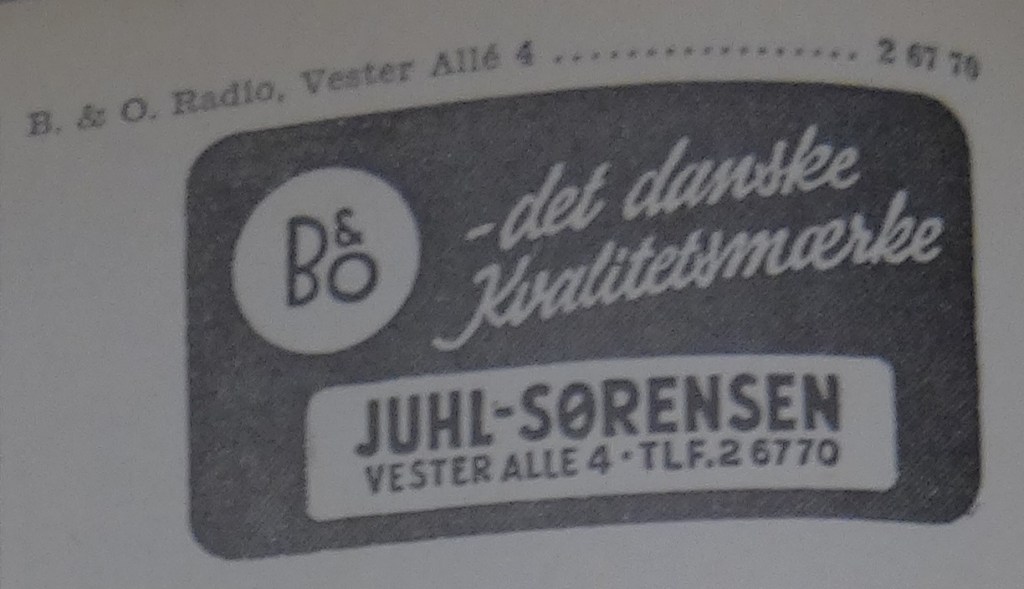 B. & O. Radio, Vester Allé 4 .................. 2 67 70
B&O
-det danske
Kvalitetsmærke
JUHL-SØRENSEN
VESTER ALLE 4 · TLF. 2 6770